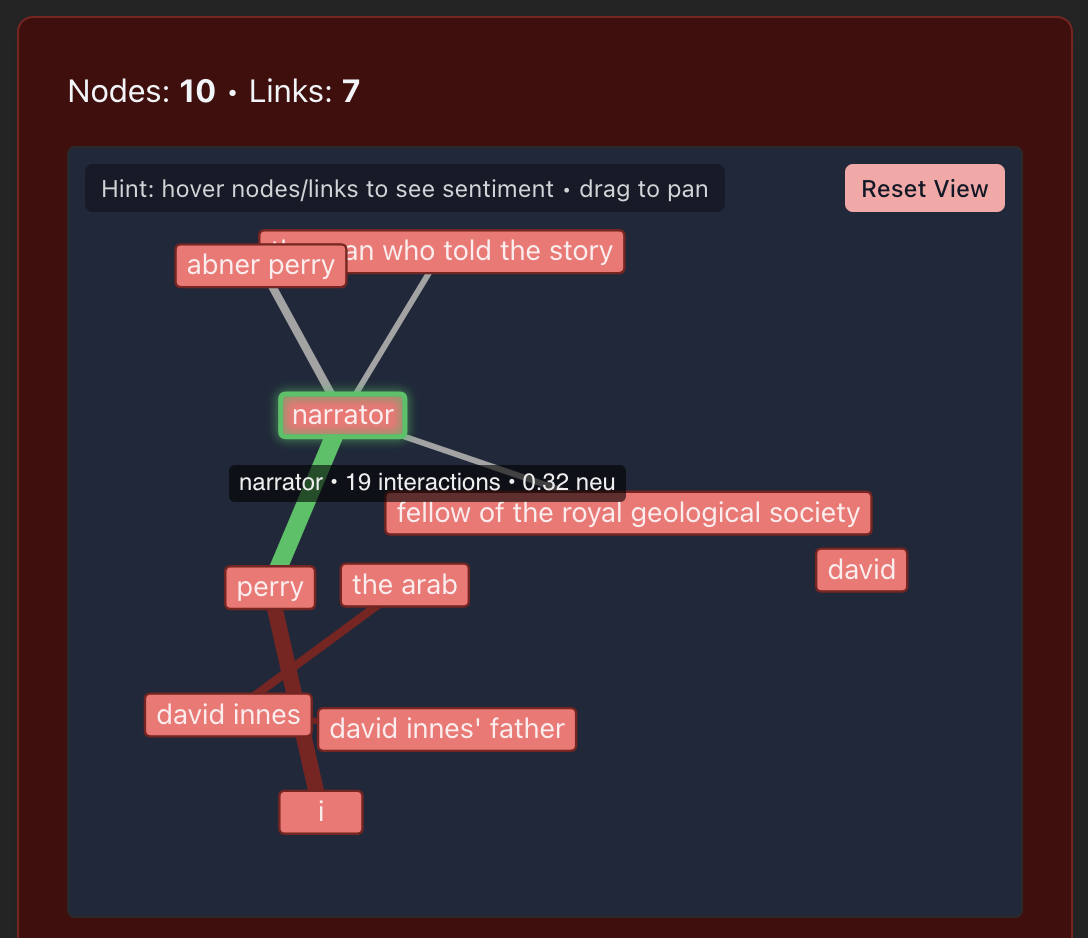 Nodes: 10 • Links: 7
Hint: hover nodes/links to see sentiment • drag to pan
Reset View
an who told the story
abner perry
narrator
narrator • 19 interactions • 0.32 neu
fellow of the royal geological society
david
perry
the arab
david innes
david innes' father
i